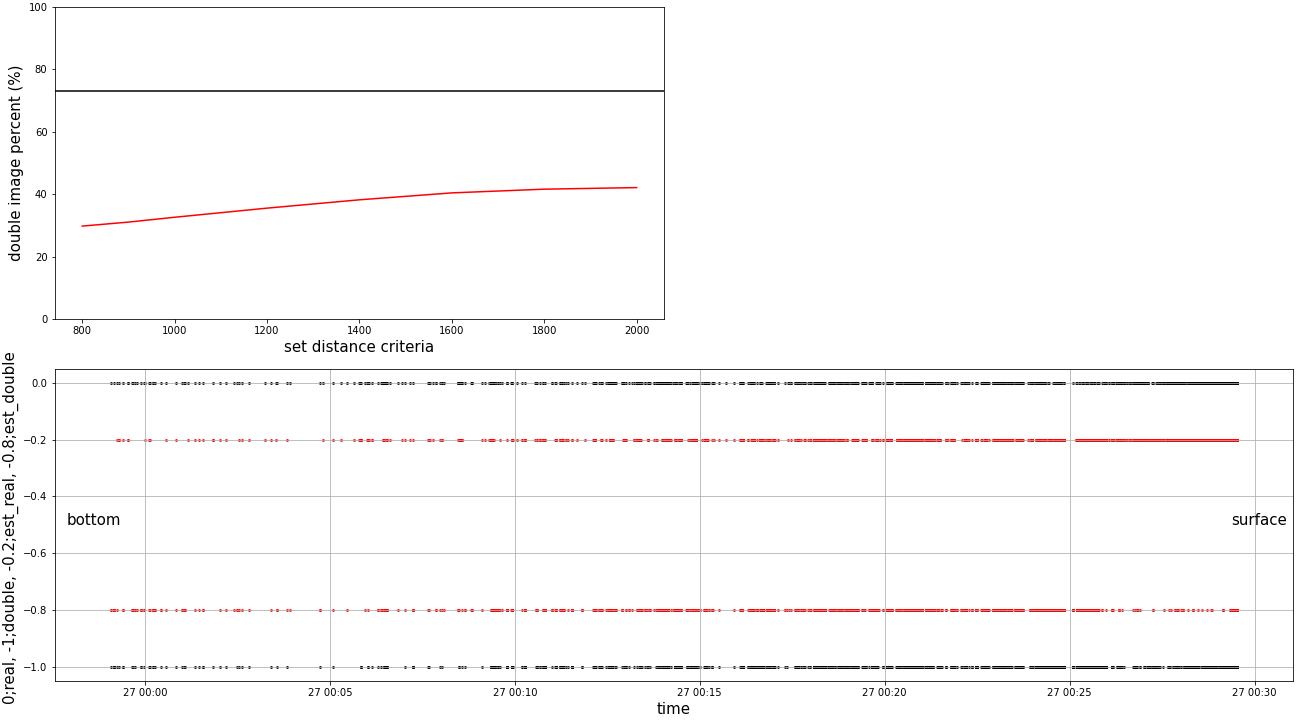 100
80
60
40
20
0
double image percent (%)
800 1000 1200 1400 1600 1800 2000
set distance criteria
0.0
−0.2
−0.4
−0.6
−0.8
−1.0
0;real, -1;double, -0.2;est_real, -0.8;est_double
bottom
surface
27 00:00 27 00:05 27 00:10 27 00:15 27 00:20 27 00:25 27 00:30
time